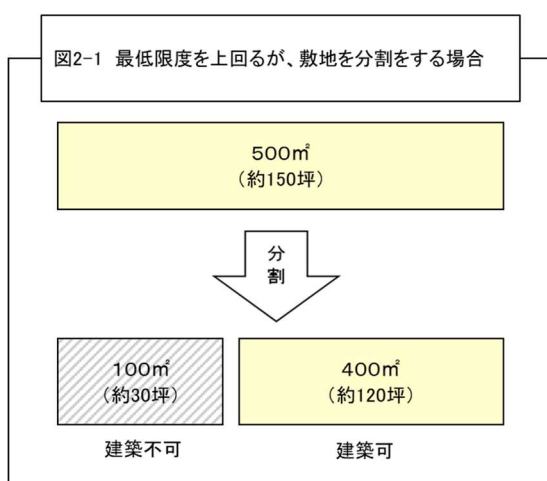 図2-1 最低限度を上回るが、敷地を分割をする場合
500㎡
(約150坪)
分
割
100㎡
(約30坪)
400㎡
(約120坪)
建築不可
建築可